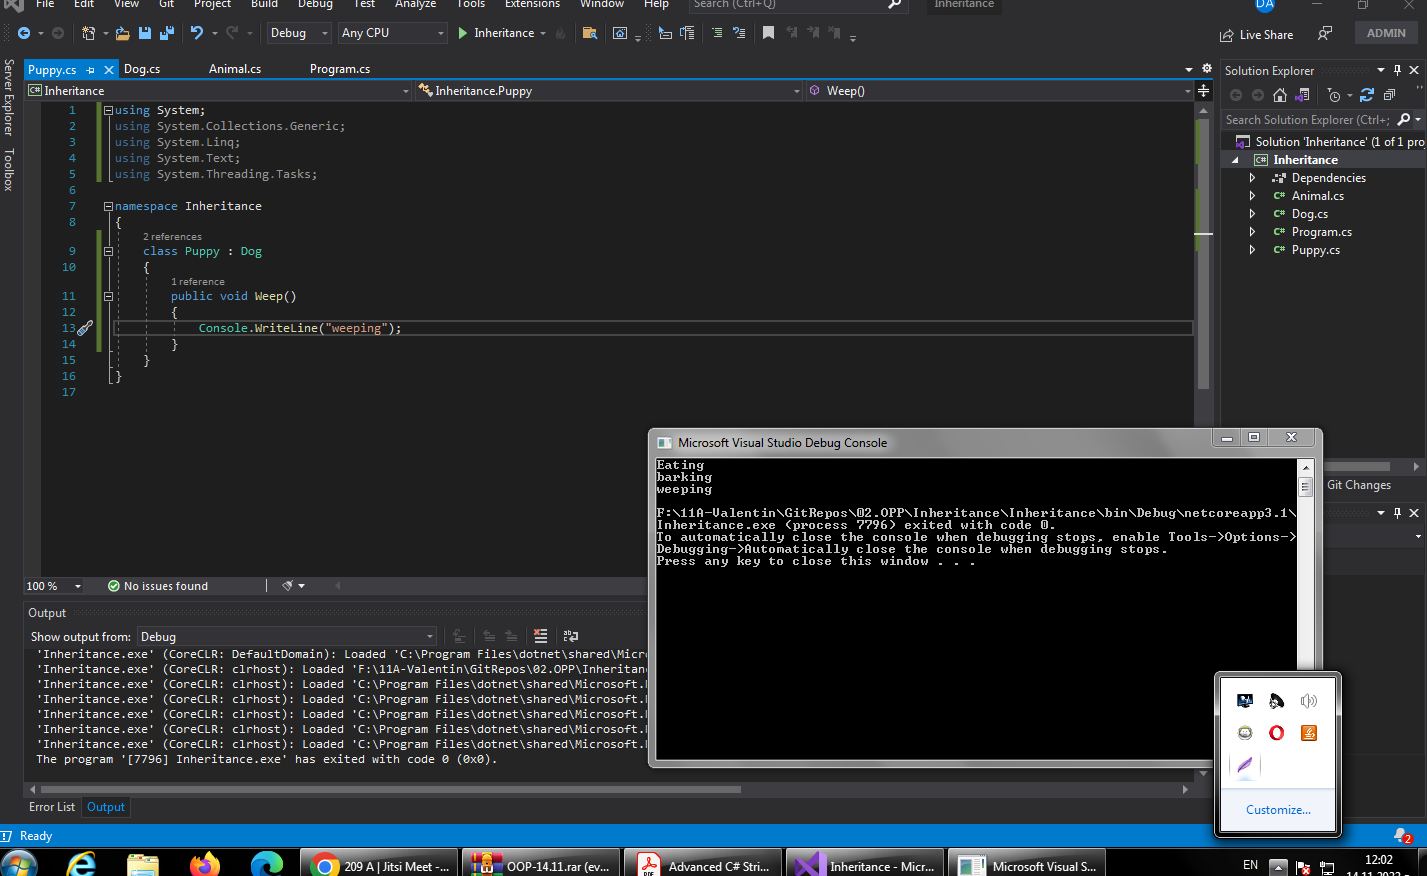 File Edit View Git Project Build Debug Test Analyze Tools Extensions Window Help Search (Ctrl+Q) Inheritance DA
Debug Any CPU Inheritance Live Share ADMIN
Server Explorer
Toolbox
Puppy.cs Dog.cs Animal.cs Program.cs
Inheritance Inheritance.Puppy Weep()
1 using System;
2 using System.Collections.Generic;
3 using System.Linq;
4 using System.Text;
5 using System.Threading.Tasks;
6
7 namespace Inheritance
8 {
2 references
9 class Puppy : Dog
10 {
1 reference
11 public void Weep()
12 {
13 Console.WriteLine("weeping");
14 }
15 }
16 }
17
100 % No issues found
Solution Explorer
Search Solution Explorer (Ctrl+;
Solution 'Inheritance' (1 of 1 pro
C# Inheritance
Dependencies
C# Animal.cs
C# Dog.cs
C# Program.cs
C# Puppy.cs
Git Changes
Microsoft Visual Studio Debug Console
Eating
barking
weeping
F:\11A-Valentin\GitRepos\02.OPP\Inheritance\Inheritance\bin\Debug\netcoreapp3.1\
Inheritance.exe (process 7796) exited with code 0.
To automatically close the console when debugging stops, enable Tools->Options->
Debugging->Automatically close the console when debugging stops.
Press any key to close this window . . .
Output
Show output from: Debug
'Inheritance.exe' (CoreCLR: DefaultDomain): Loaded 'C:\Program Files\dotnet\shared\Micr
'Inheritance.exe' (CoreCLR: clrhost): Loaded 'F:\11A-Valentin\GitRepos\02.OPP\Inheritan
'Inheritance.exe' (CoreCLR: clrhost): Loaded 'C:\Program Files\dotnet\shared\Microsoft.
'Inheritance.exe' (CoreCLR: clrhost): Loaded 'C:\Program Files\dotnet\shared\Microsoft.
'Inheritance.exe' (CoreCLR: clrhost): Loaded 'C:\Program Files\dotnet\shared\Microsoft.
'Inheritance.exe' (CoreCLR: clrhost): Loaded 'C:\Program Files\dotnet\shared\Microsoft.
'Inheritance.exe' (CoreCLR: clrhost): Loaded 'C:\Program Files\dotnet\shared\Microsoft.
The program '[7796] Inheritance.exe' has exited with code 0 (0x0).
Error List Output
Customize...
Ready 2
209 A | Jitsi Meet -... OOP-14.11.rar (ev... Advanced C# Stri... Inheritance - Micr... Microsoft Visual S... EN 12:02